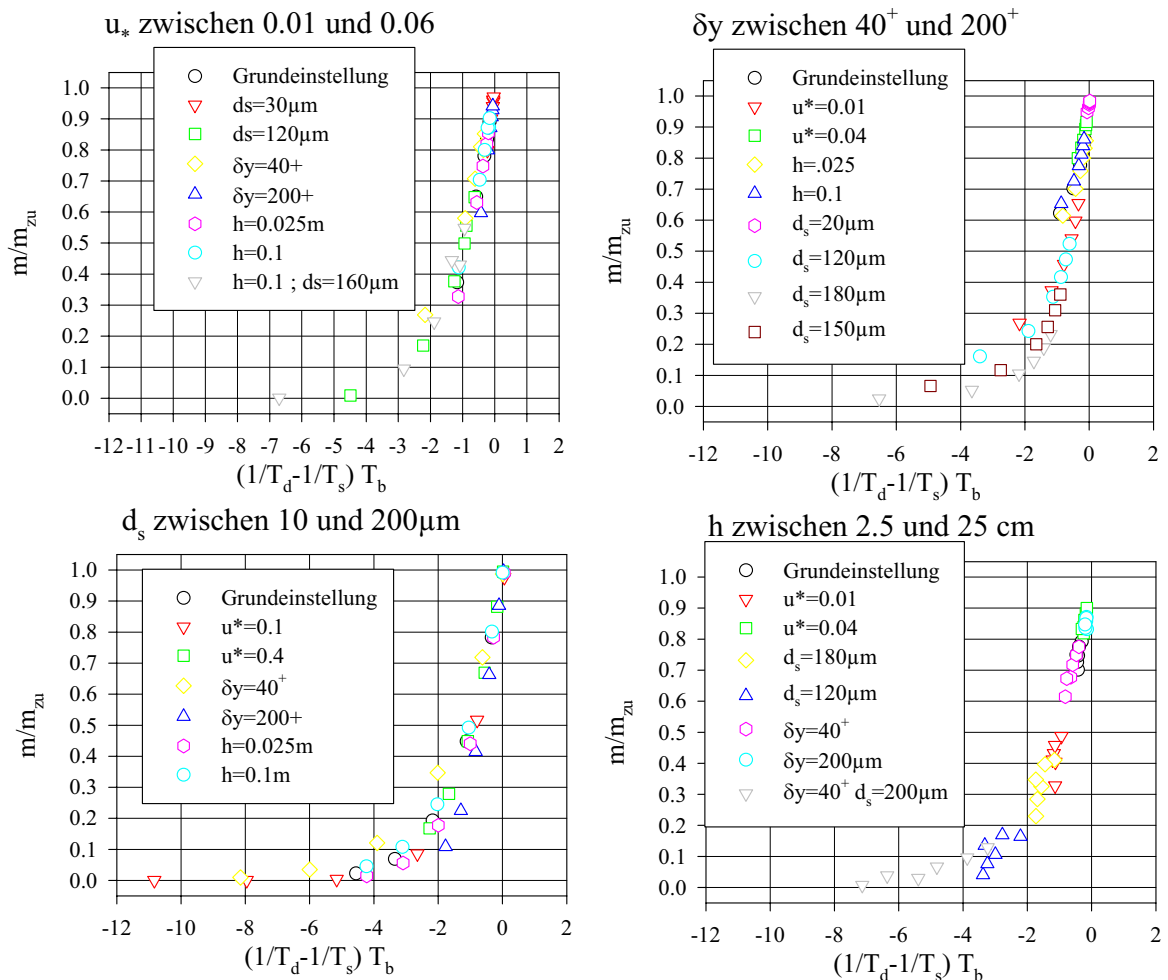 u* zwischen 0.01 und 0.06
Grundeinstellung
ds=30µm
ds=120µm
δy=40+
δy=200+
h=0.025m
h=0.1
h=0.1 ; ds=160µm
1.0
0.9
0.8
0.7
0.6
0.5
0.4
0.3
0.2
0.1
0.0
m/mzu
-12 -11 -10 -9 -8 -7 -6 -5 -4 -3 -2 -1 0 1 2
(1/Td-1/Ts) Tb
δy zwischen 40+ und 200+
Grundeinstellung
u*=0.01
u*=0.04
h=.025
h=0.1
ds=20µm
ds=120µm
ds=180µm
ds=150µm
1.0
0.9
0.8
0.7
0.6
0.5
0.4
0.3
0.2
0.1
0.0
m/mzu
-12 -10 -8 -6 -4 -2 0 2
(1/Td-1/Ts) Tb
ds zwischen 10 und 200µm
Grundeinstellung
u*=0.1
u*=0.4
δy=40+
δy=200+
h=0.025m
h=0.1m
1.0
0.9
0.8
0.7
0.6
0.5
0.4
0.3
0.2
0.1
0.0
m/mzu
-12 -10 -8 -6 -4 -2 0 2
(1/Td-1/Ts) Tb
h zwischen 2.5 und 25 cm
Grundeinstellung
u*=0.01
u*=0.04
ds=180µm
ds=120µm
δy=40+
δy=200µm
δy=40+ ds=200µm
1.0
0.9
0.8
0.7
0.6
0.5
0.4
0.3
0.2
0.1
0.0
m/mzu
-12 -10 -8 -6 -4 -2 0 2
(1/Td-1/Ts) Tb